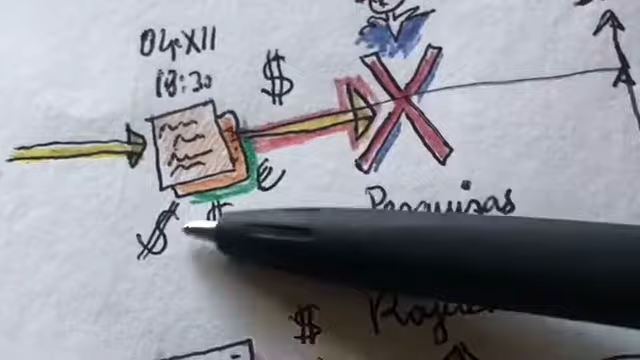 04.XII
18:30
$
€
$ $
Pesquisas
$